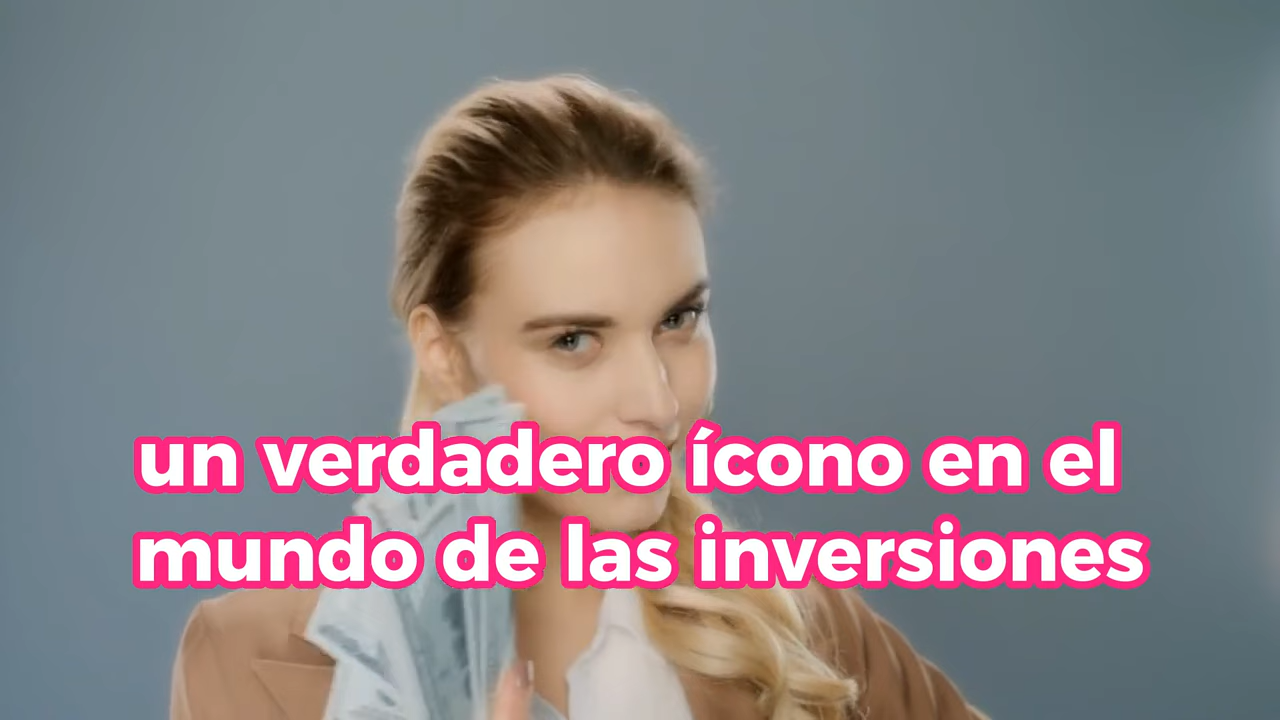 un verdadero ícono en el
mundo de las inversiones